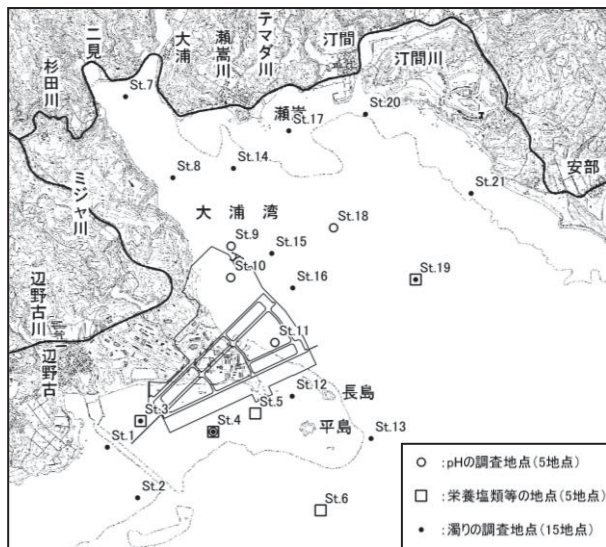 杉田川
二見
大浦
瀬嵩川
テマダ川
汀間
汀間川
安部
St.7
瀬嵩
St.17
St.20
St.8
St.14
St.21
ミジャ川
大浦湾
St.18
St.9
St.15
St.10
St.16
St.19
辺野古川
辺野古
St.11
St.12
長島
St.3
St.5
St.4
平島
St.13
St.1
St.2
St.6
○ :pHの調査地点(5地点)
□ :栄養塩類等の地点(5地点)
• :濁りの調査地点(15地点)